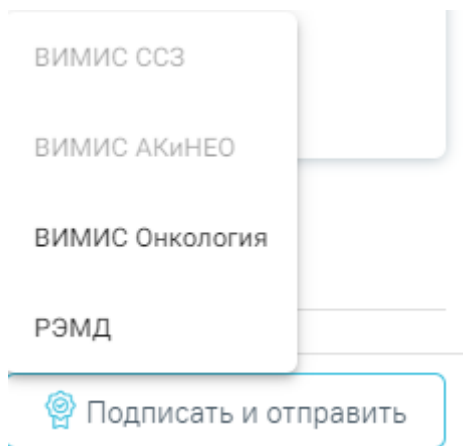 ВИМИС ССЗ
ВИМИС АКиНЕО
ВИМИС Онкология
РЭМД
Подписать и отправить